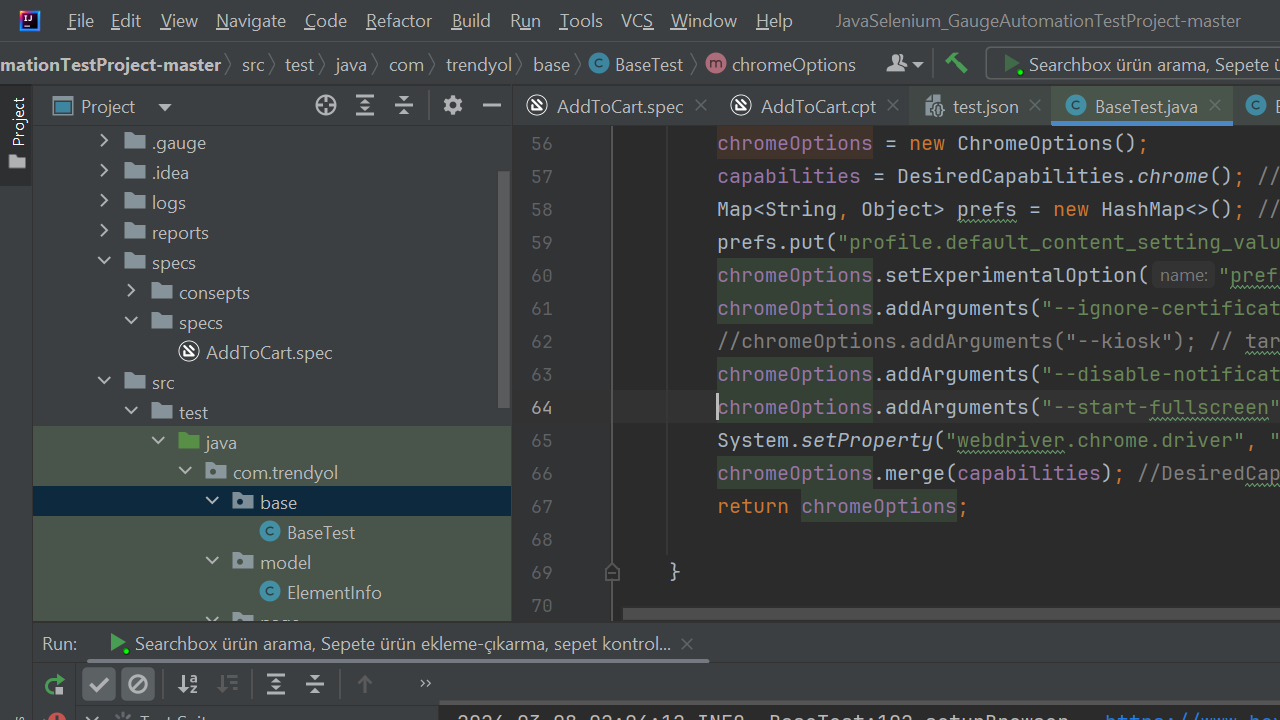 File Edit View Navigate Code Refactor Build Run Tools VCS Window Help JavaSelenium_GaugeAutomationTestProject-master
mationTestProject-master src test java com trendyol base BaseTest chromeOptions Searchbox ürün arama, Sepete ü
Project
Project
AddToCart.spec AddToCart.cpt test.json BaseTest.java
.gauge
.idea
logs
reports
specs
consepts
specs
AddToCart.spec
src
test
java
com.trendyol
base
BaseTest
model
ElementInfo
56 chromeOptions = new ChromeOptions();
57 capabilities = DesiredCapabilities.chrome(); //
58 Map<String, Object> prefs = new HashMap<>(); //
59 prefs.put("profile.default_content_setting_valu
60 chromeOptions.setExperimentalOption( name: "pref
61 chromeOptions.addArguments("--ignore-certificat
62 //chromeOptions.addArguments("--kiosk"); // tar
63 chromeOptions.addArguments("--disable-notificat
64 chromeOptions.addArguments("--start-fullscreen"
65 System.setProperty("webdriver.chrome.driver", "
66 chromeOptions.merge(capabilities); //DesiredCap
67 return chromeOptions;
68
69 }
70
Run: Searchbox ürün arama, Sepete ürün ekleme-çıkarma, sepet kontrol...